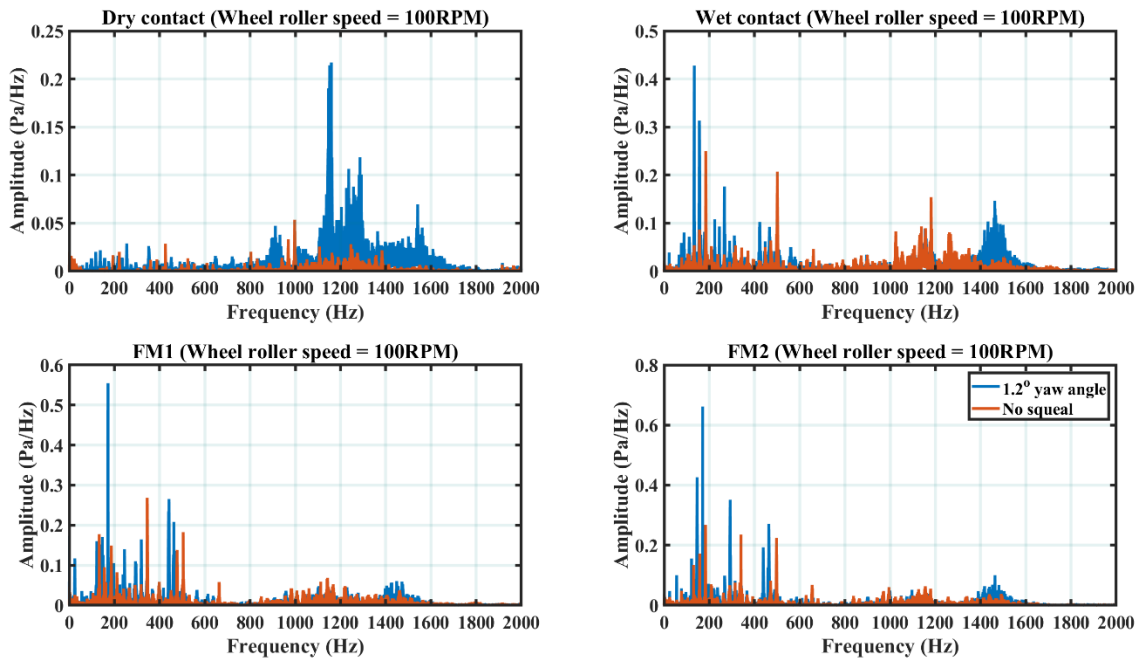 Dry contact (Wheel roller speed = 100RPM)
0.25
0.2
0.15
0.1
0.05
0
Amplitude (Pa/Hz)
0 200 400 600 800 1000 1200 1400 1600 1800 2000
Frequency (Hz)
Wet contact (Wheel roller speed = 100RPM)
0.5
0.4
0.3
0.2
0.1
0
Amplitude (Pa/Hz)
0 200 400 600 800 1000 1200 1400 1600 1800 2000
Frequency (Hz)
FM1 (Wheel roller speed = 100RPM)
0.6
0.5
0.4
0.3
0.2
0.1
0
Amplitude (Pa/Hz)
0 200 400 600 800 1000 1200 1400 1600 1800 2000
Frequency (Hz)
FM2 (Wheel roller speed = 100RPM)
0.8
0.6
0.4
0.2
0
Amplitude (Pa/Hz)
1.2° yaw angle
No squeal
0 200 400 600 800 1000 1200 1400 1600 1800 2000
Frequency (Hz)